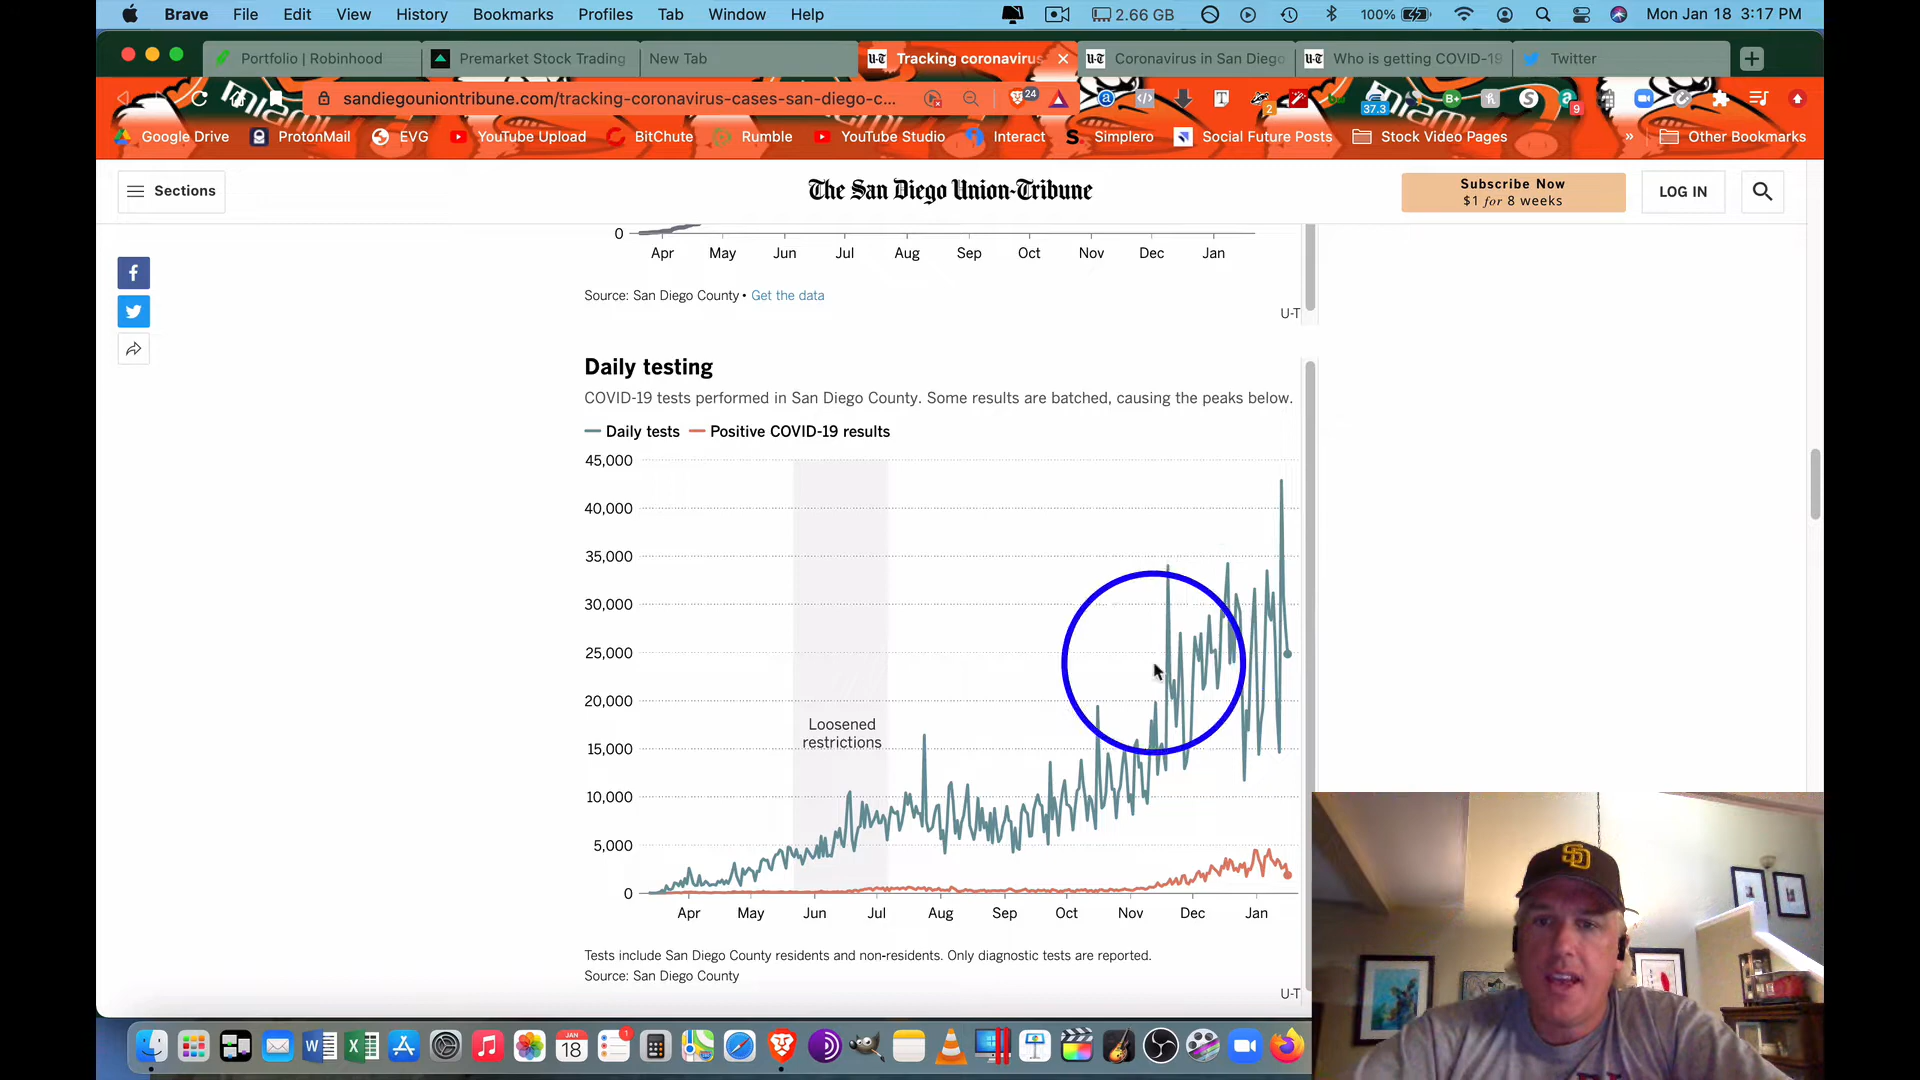 Brave File Edit View History Bookmarks Profiles Tab Window Help 2.66 GB 100% Mon Jan 18 3:17 PM
Portfolio | Robinhood Premarket Stock Trading New Tab Tracking coronavirus Coronavirus in San Diego Who is getting COVID-19 Twitter
sandiegouniontribune.com/tracking-coronavirus-cases-san-diego-c... 24 2 37.3 B+ 9
Google Drive ProtonMail EVG YouTube Upload BitChute Rumble YouTube Studio Interact Simplero Social Future Posts Stock Video Pages » Other Bookmarks
Sections The San Diego Union-Tribune Subscribe Now LOG IN
$1 for 8 weeks
0
Apr May Jun Jul Aug Sep Oct Nov Dec Jan
Source: San Diego County • Get the data
U-T
Daily testing
COVID-19 tests performed in San Diego County. Some results are batched, causing the peaks below.
Daily tests Positive COVID-19 results
45,000
40,000
35,000
30,000
25,000
20,000
Loosened
restrictions
15,000
10,000
5,000
0
Apr May Jun Jul Aug Sep Oct Nov Dec Jan
Tests include San Diego County residents and non-residents. Only diagnostic tests are reported.
Source: San Diego County
U-T
SD
JAN
18
1